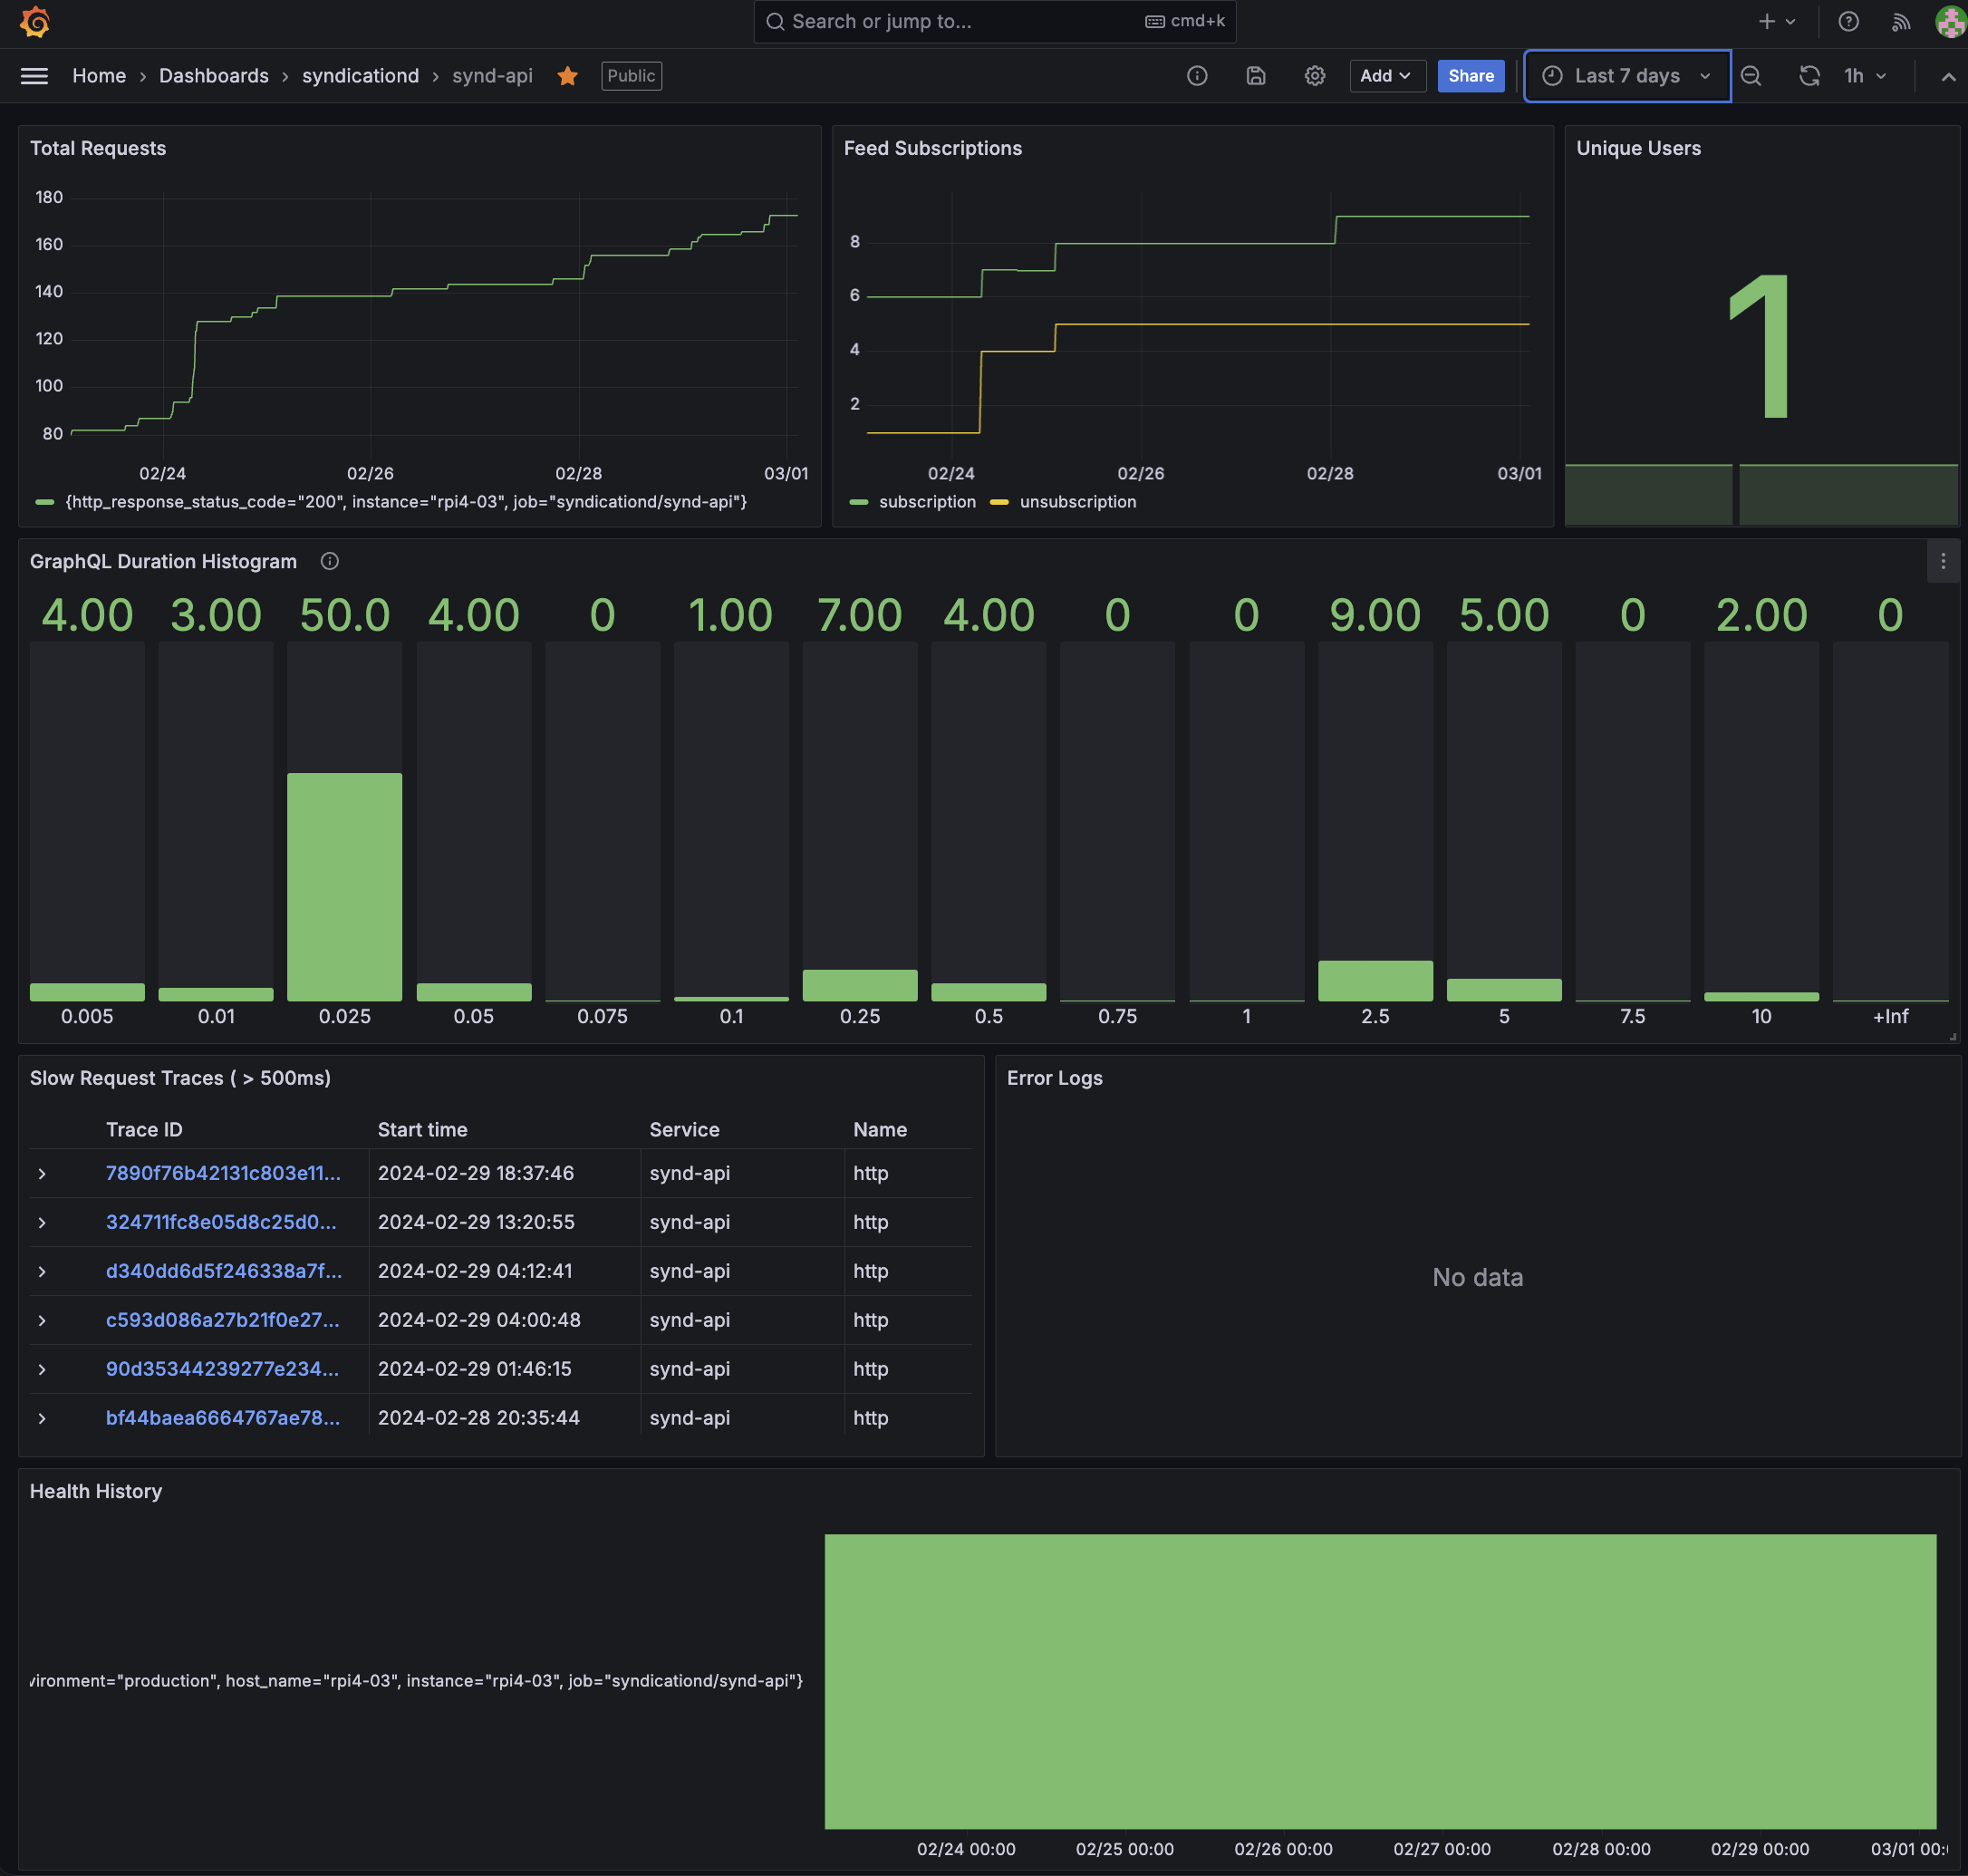 Search or jump to... cmd+k
Home › Dashboards › syndicationd › synd-api Public Add Share Last 7 days 1h
Total Requests
180
160
140
120
100
80
02/24 02/26 02/28 03/01
{http_response_status_code="200", instance="rpi4-03", job="syndicationd/synd-api"}
Feed Subscriptions
8
6
4
2
02/24 02/26 02/28 03/01
subscription unsubscription
Unique Users
1
GraphQL Duration Histogram
4.00 3.00 50.0 4.00 0 1.00 7.00 4.00 0 0 9.00 5.00 0 2.00 0
0.005 0.01 0.025 0.05 0.075 0.1 0.25 0.5 0.75 1 2.5 5 7.5 10 +Inf
Slow Request Traces ( > 500ms)
Trace ID Start time Service Name
7890f76b42131c803e11... 2024-02-29 18:37:46 synd-api http
324711fc8e05d8c25d0... 2024-02-29 13:20:55 synd-api http
d340dd6d5f246338a7f... 2024-02-29 04:12:41 synd-api http
c593d086a27b21f0e27... 2024-02-29 04:00:48 synd-api http
90d35344239277e234... 2024-02-29 01:46:15 synd-api http
bf44baea6664767ae78... 2024-02-28 20:35:44 synd-api http
Error Logs
No data
Health History
vironment="production", host_name="rpi4-03", instance="rpi4-03", job="syndicationd/synd-api"}
02/24 00:00 02/25 00:00 02/26 00:00 02/27 00:00 02/28 00:00 02/29 00:00 03/01 00: